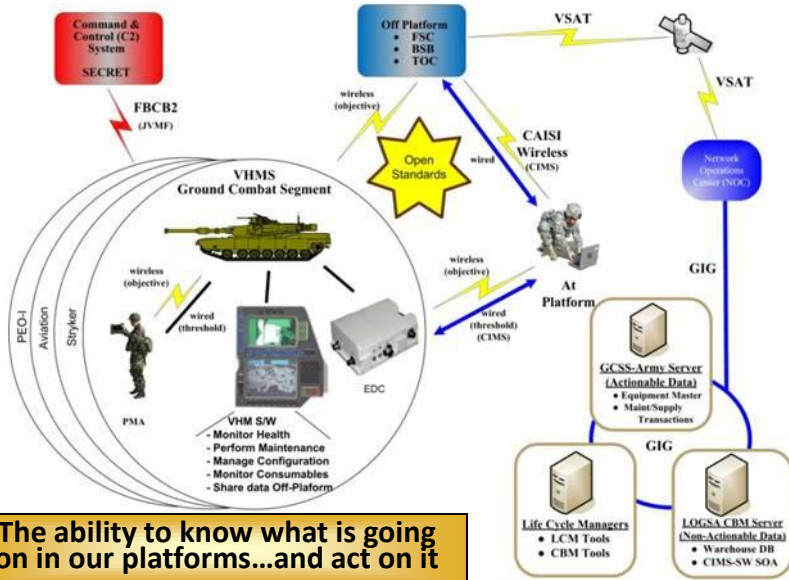 Command &
Control (C2)
System
SECRET
FBCB2
(JVMF)
Off Platform
• FSC
• BSB
• TOC
VSAT
VSAT
wireless
(objective)
Open
Standards
wired
CAISI
Wireless
(CIMS)
Network
Operations
Center (NOC)
VHMS
Ground Combat Segment
PEO-I
Aviation
Stryker
wireless
(objective)
wired
(threshold)
PMA
EDC
wireless
(objective)
wired
(threshold)
(CIMS)
At
Platform
GIG
VHM S/W
- Monitor Health
- Perform Maintenance
- Manage Configuration
- Monitor Consumables
- Share data Off-Plaform
GCSS-Army Server
(Actionable Data)
• Equipment Master
• Maint/Supply
Transactions
GIG
Life Cycle Managers
• LCM Tools
• CBM Tools
LOGSA CBM Server
(Non-Actionable Data)
• Warehouse DB
• CIMS-SW SOA
The ability to know what is going
on in our platforms...and act on it